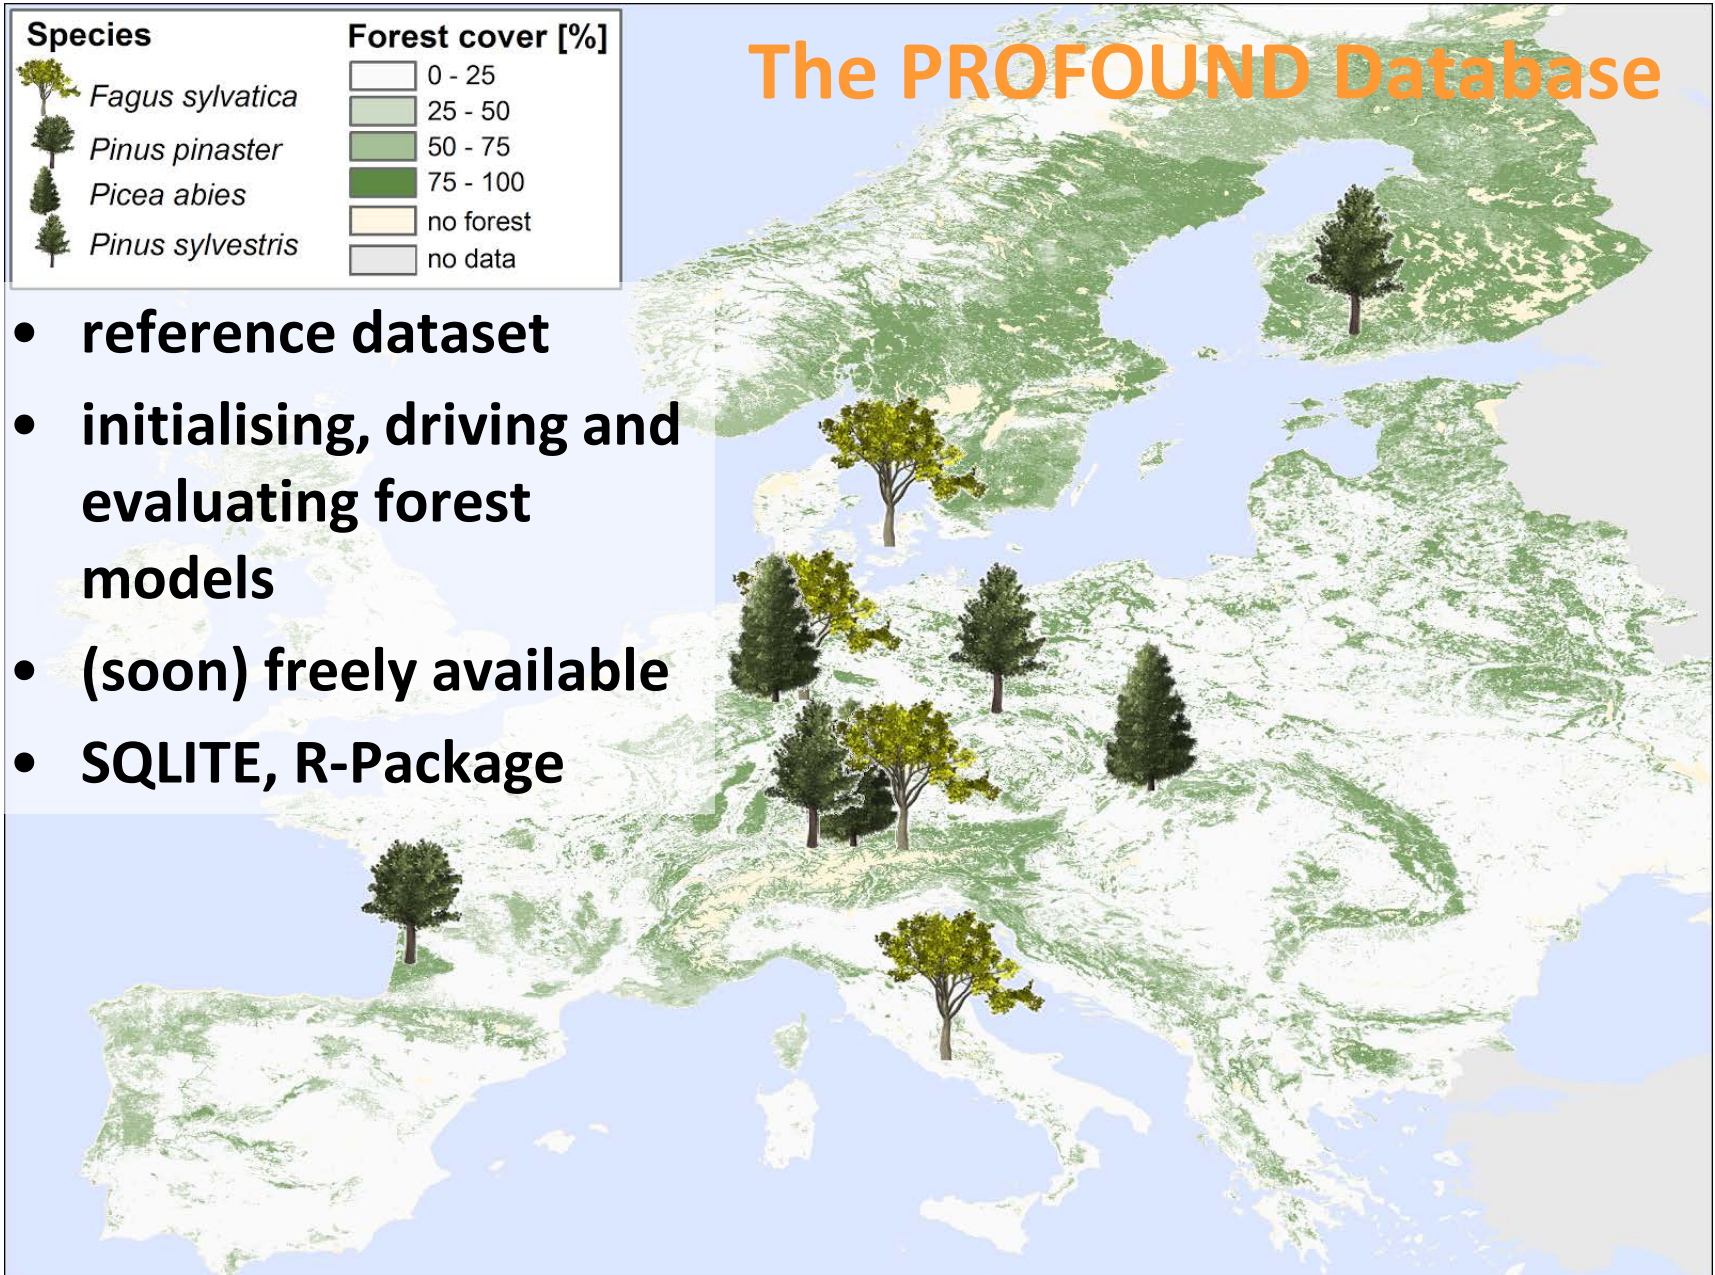 The PROFOUND Database
Species
Fagus sylvatica
Pinus pinaster
Picea abies
Pinus sylvestris
Forest cover [%]
0 - 25
25 - 50
50 - 75
75 - 100
no forest
no data
• reference dataset
• initialising, driving and
evaluating forest
models
• (soon) freely available
• SQLITE, R-Package